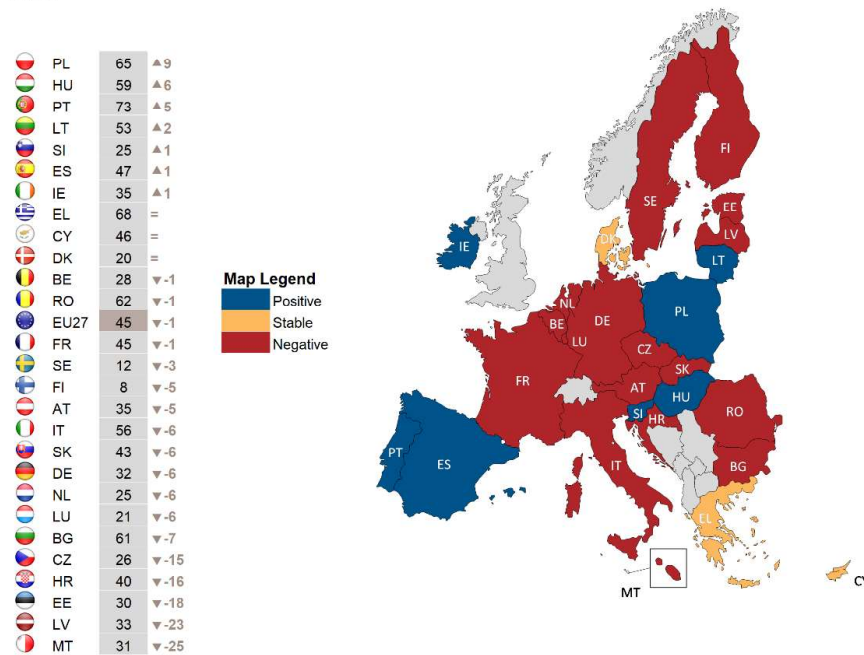 PL 65 ▲9
HU 59 ▲6
PT 73 ▲5
LT 53 ▲2
SI 25 ▲1
ES 47 ▲1
IE 35 ▲1
EL 68 =
CY 46 =
DK 20 =
BE 28 ▼-1
RO 62 ▼-1
EU27 45 ▼-1
FR 45 ▼-1
SE 12 ▼-3
FI 8 ▼-5
AT 35 ▼-5
IT 56 ▼-6
SK 43 ▼-6
DE 32 ▼-6
NL 25 ▼-6
LU 21 ▼-6
BG 61 ▼-7
CZ 26 ▼-15
HR 40 ▼-16
EE 30 ▼-18
LV 33 ▼-23
MT 31 ▼-25
Map Legend
Positive
Stable
Negative
FI
SE
EE
LV
DK
LT
IE
NL
PL
BE
DE
LU
CZ
SK
FR
AT
HU
SI
HR
RO
PT
ES
IT
BG
EL
MT
CY